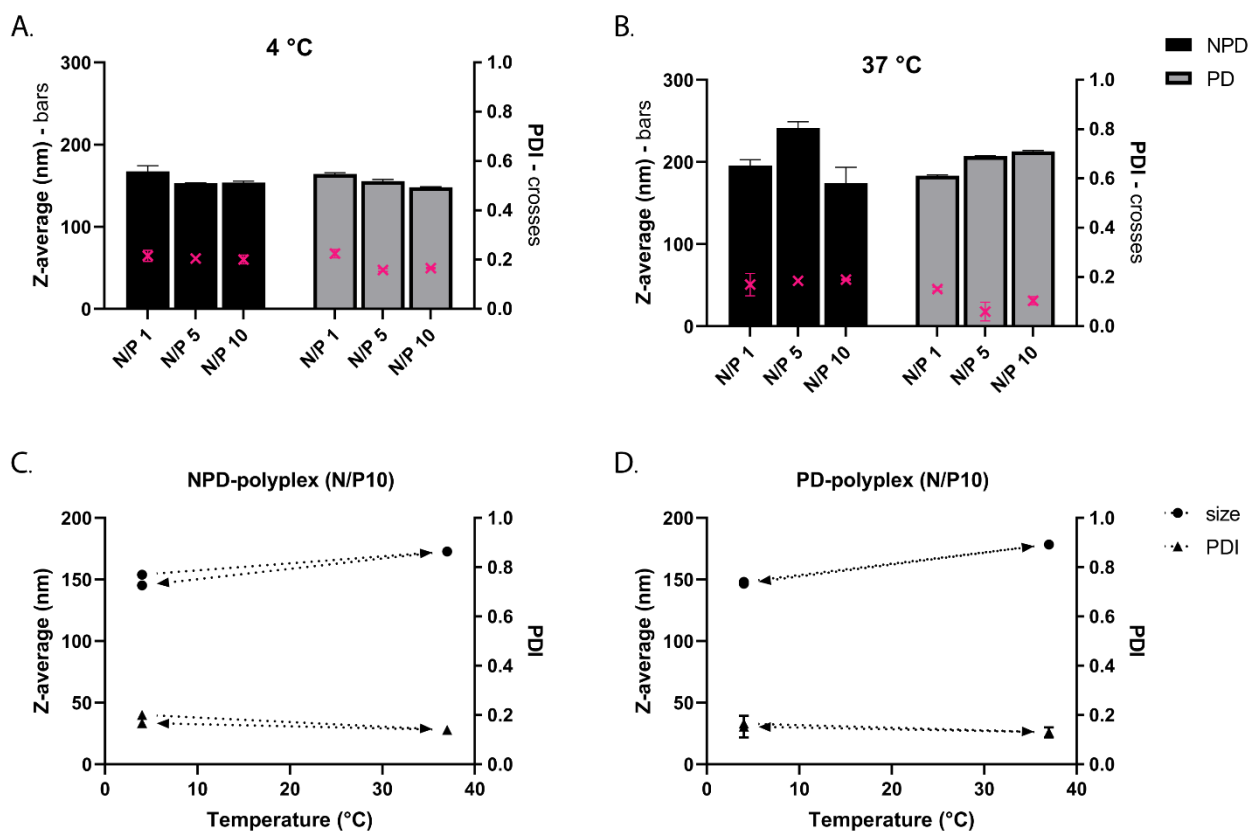 A.
4 °C
300
200
100
0
Z-average (nm) - bars
1.0
0.8
0.6
0.4
0.2
0.0
PDI - crosses
N/P 1
N/P 5
N/P 10
N/P 1
N/P 5
N/P 10
B.
37 °C
300
200
100
0
Z-average (nm) - bars
1.0
0.8
0.6
0.4
0.2
0.0
PDI - crosses
N/P 1
N/P 5
N/P 10
N/P 1
N/P 5
N/P 10
NPD
PD
C.
NPD-polyplex (N/P10)
200
150
100
50
0
Z-average (nm)
1.0
0.8
0.6
0.4
0.2
0.0
PDI
0 10 20 30 40
Temperature (°C)
D.
PD-polyplex (N/P10)
200
150
100
50
0
Z-average (nm)
1.0
0.8
0.6
0.4
0.2
0.0
PDI
0 10 20 30 40
Temperature (°C)
size
PDI